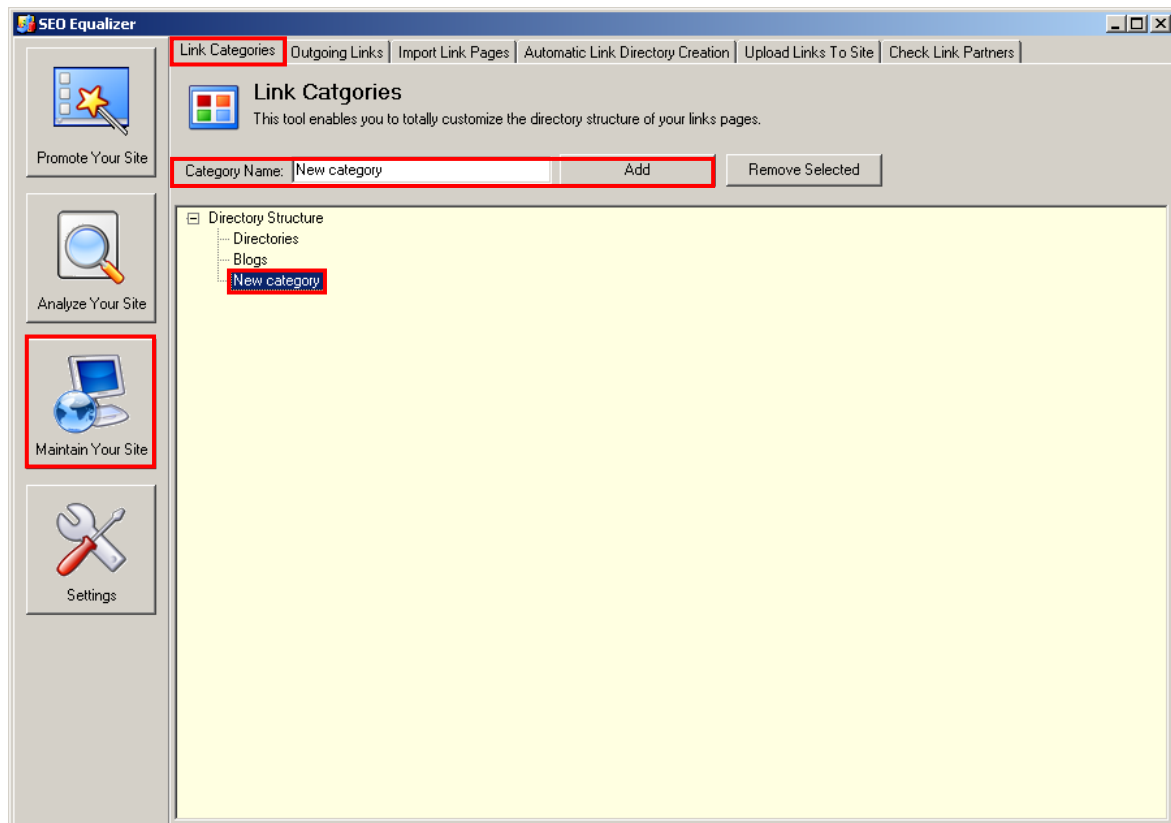 SEO Equalizer
Link Categories Outgoing Links Import Link Pages Automatic Link Directory Creation Upload Links To Site Check Link Partners
Link Catgories
This tool enables you to totally customize the directory structure of your links pages.
Promote Your Site
Category Name: New category Add Remove Selected
Directory Structure
Directories
Blogs
New category
Analyze Your Site
Maintain Your Site
Settings